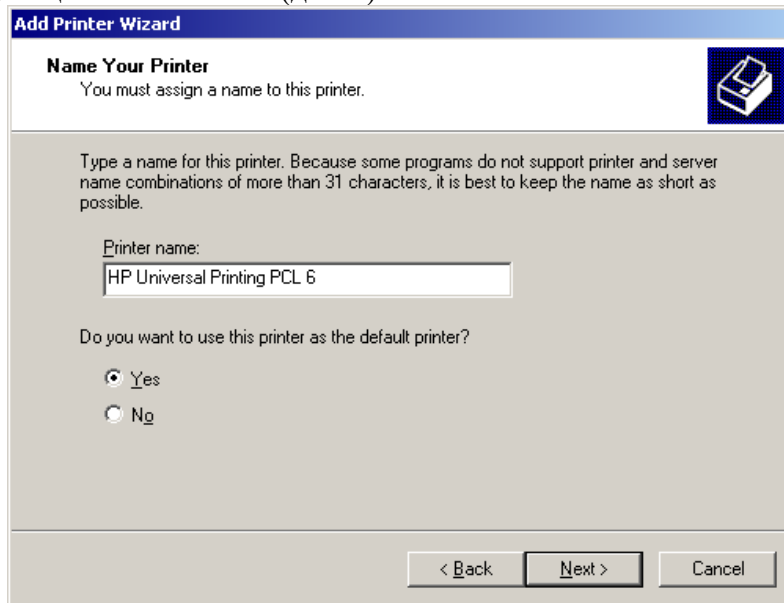 Add Printer Wizard
Name Your Printer
You must assign a name to this printer.
Type a name for this printer. Because some programs do not support printer and server
name combinations of more than 31 characters, it is best to keep the name as short as
possible.
Printer name:
HP Universal Printing PCL 6
Do you want to use this printer as the default printer?
Yes
No
< Back
Next >
Cancel